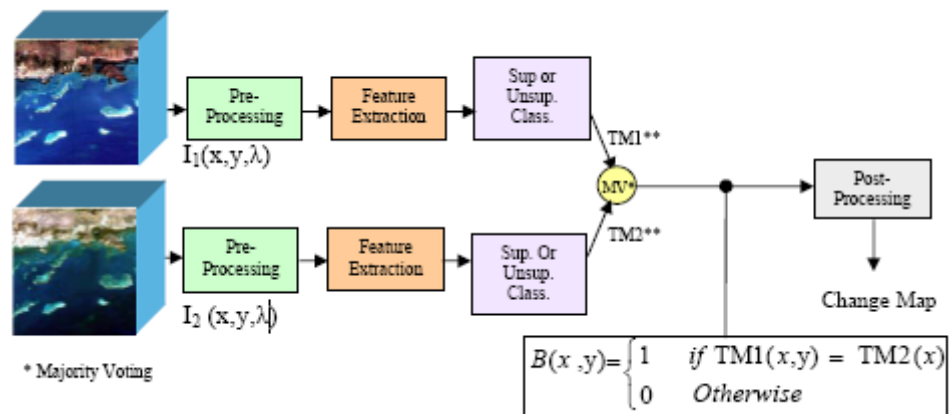 Pre-
Processing
Feature
Extraction
Sup or
Unsup.
Class.
I₁(x,y,λ)
TM1**
MV*
Post-
Processing
TM2**
Pre-
Processing
Feature
Extraction
Sup. Or
Unsup.
Class.
I₂ (x,y,λ)
Change Map
* Majority Voting
B(x ,y)= { 1 if TM1(x,y) = TM2(x)
0 Otherwise